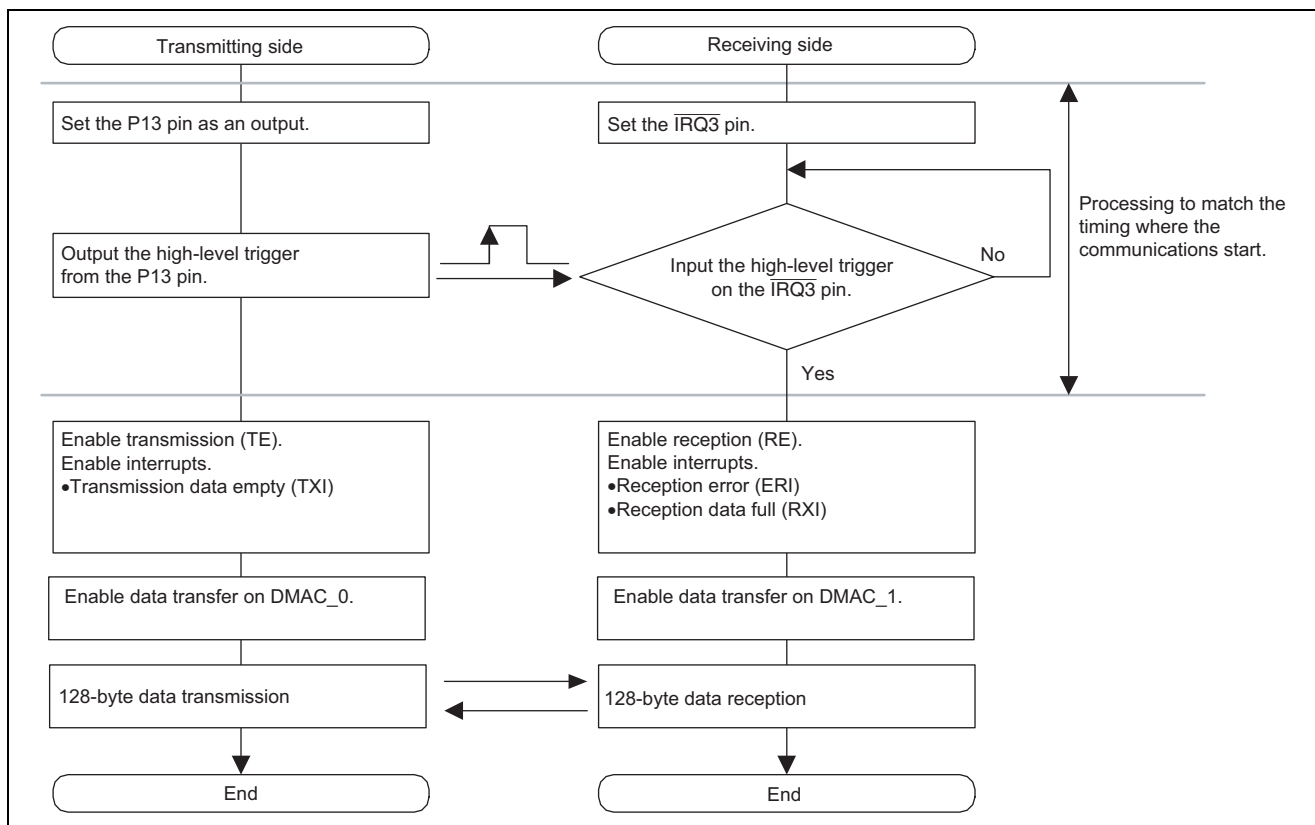 Transmitting side
Receiving side
Set the P13 pin as an output.
Set the IRQ3 pin.
Output the high-level trigger
from the P13 pin.
Input the high-level trigger
on the IRQ3 pin.
No
Yes
Processing to match the
timing where the
communications start.
Enable transmission (TE).
Enable interrupts.
•Transmission data empty (TXI)
Enable reception (RE).
Enable interrupts.
•Reception error (ERI)
•Reception data full (RXI)
Enable data transfer on DMAC_0.
Enable data transfer on DMAC_1.
128-byte data transmission
128-byte data reception
End
End